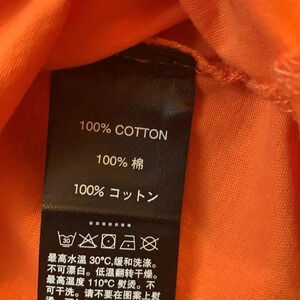 100% COTTON
100% 棉
100% コットン
30
最高水温 30°C,缓和洗涤。
不可漂白。低温翻转干燥。
最高温度 110°C 熨烫。不
可干洗。请不要在图案上熨